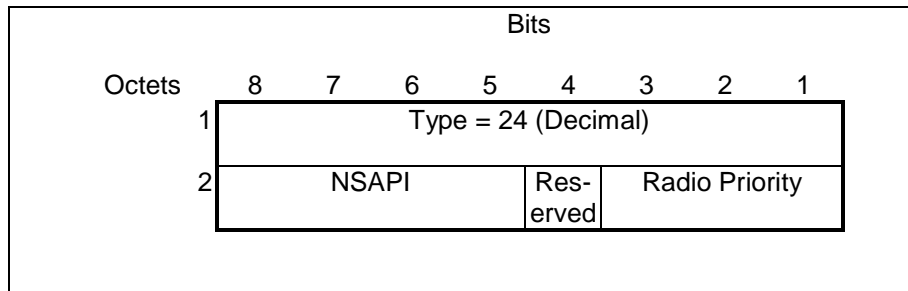 Bits
Octets 8 7 6 5 4 3 2 1
1 Type = 24 (Decimal)
2 NSAPI Res- Radio Priority
erved